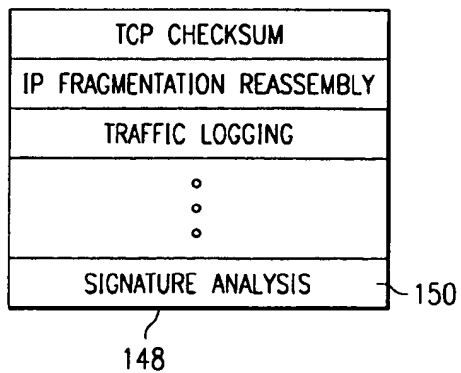 TCP CHECKSUM
IP FRAGMENTATION REASSEMBLY
TRAFFIC LOGGING
SIGNATURE ANALYSIS
150
148